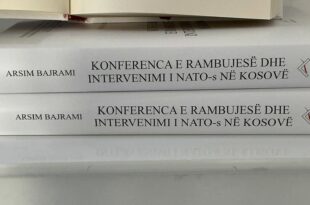 ARSIM BAJRAMI
KONFERENCA E RAMBUJESË DHE
INTERVENIMI I NATO-s NË KOSOVË
ARSIM BAJRAMI
KONFERENCA E RAMBUJESË DHE
INTERVENIMI I NATO-s NË KOSOVË